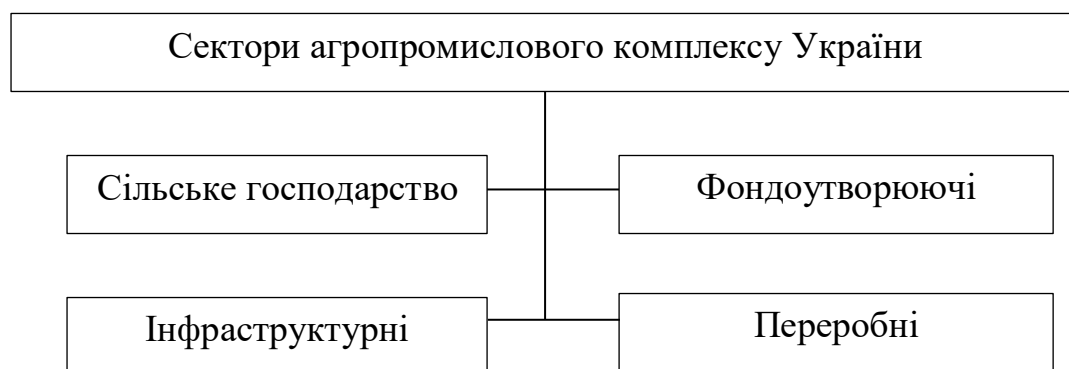 Сектори агропромислового комплексу України
Сільське господарство
Фондоутворюючі
Інфраструктурні
Переробні